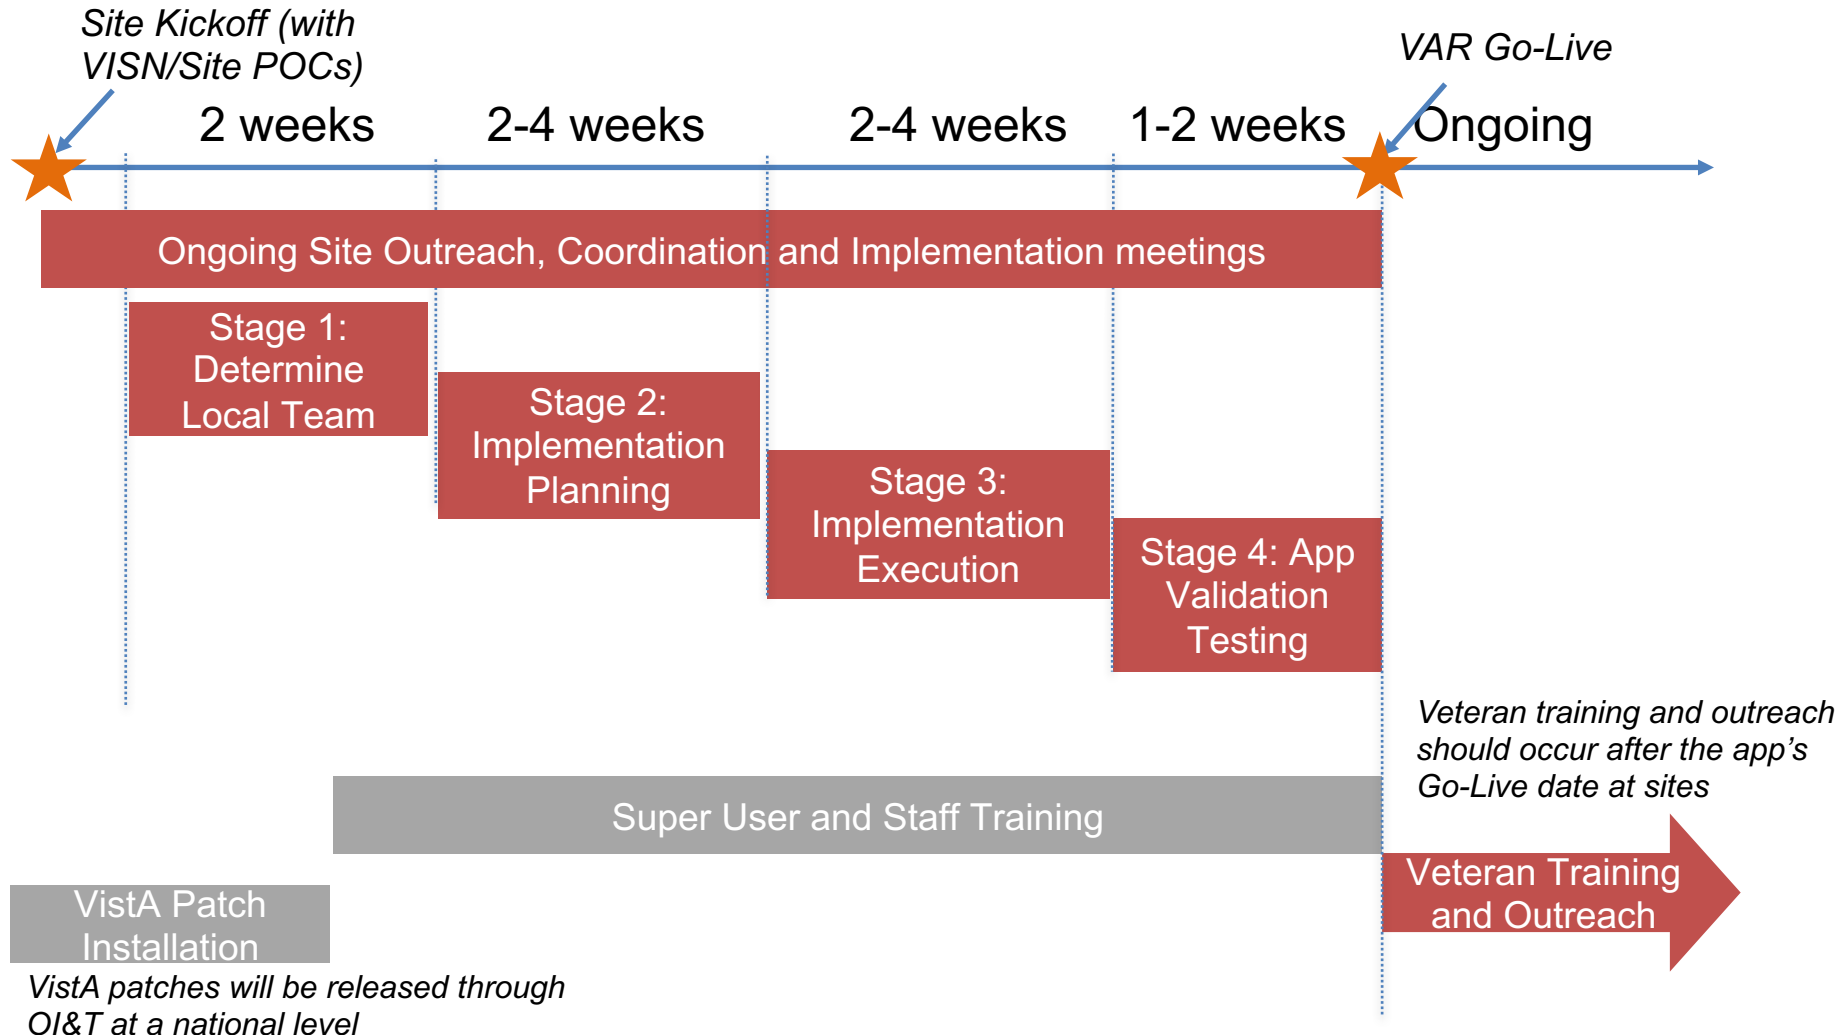 Site Kickoff (with
VISN/Site POCs)
VAR Go-Live
2 weeks
2-4 weeks
2-4 weeks
1-2 weeks
Ongoing
Ongoing Site Outreach, Coordination and Implementation meetings
Stage 1:
Determine
Local Team
Stage 2:
Implementation
Planning
Stage 3:
Implementation
Execution
Stage 4: App
Validation
Testing
Veteran training and outreach
should occur after the app’s
Go-Live date at sites
Super User and Staff Training
Veteran Training
and Outreach
VistA Patch
Installation
VistA patches will be released through
OI&T at a national level